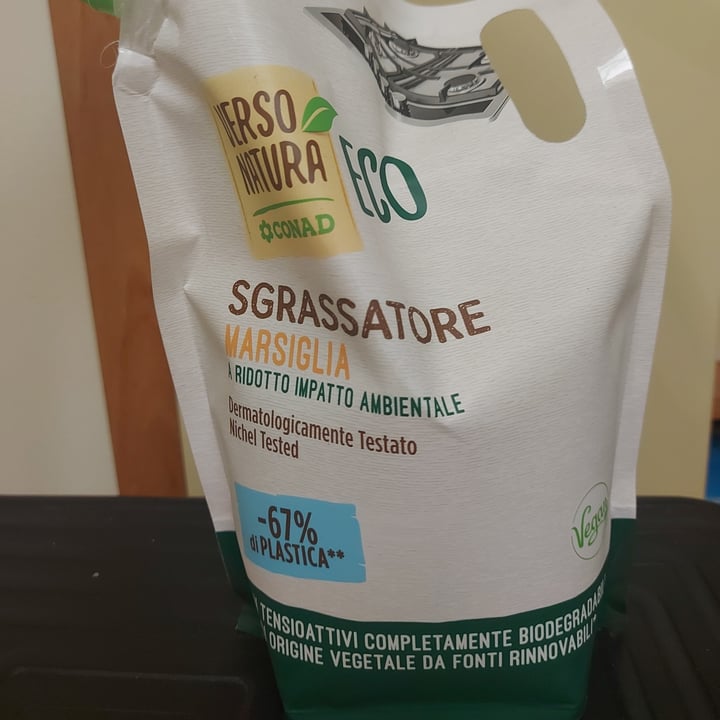 VERSO
NATURA
CONAD
ECO
SGRASSATORE
MARSIGLIA
A RIDOTTO IMPATTO AMBIENTALE
Dermatologicamente Testato
Nichel Tested
-67%
di PLASTICA**
Vegan
TENSIOATTIVI COMPLETAMENTE BIODEGRADABILI
DI ORIGINE VEGETALE DA FONTI RINNOVABILI*